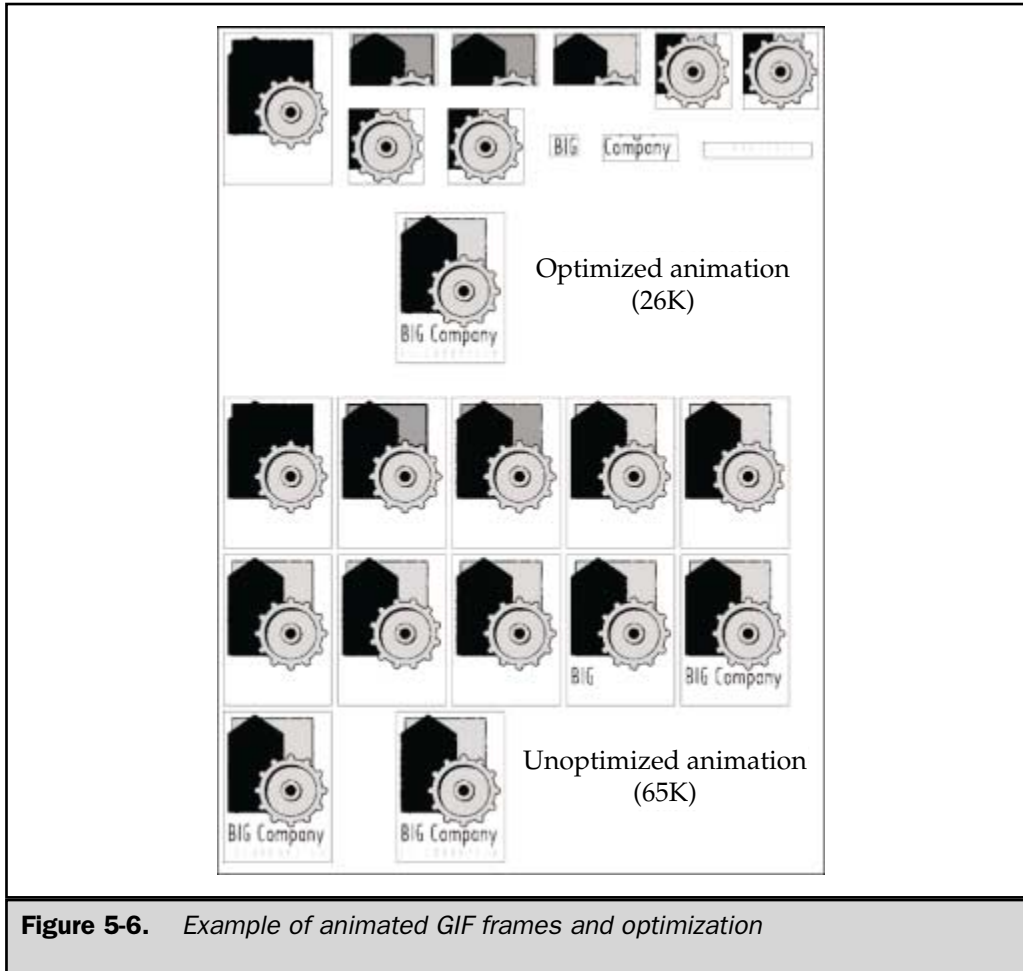 BIG Company
Optimized animation
(26K)
BIG Company
BIG
BIG Company
BIG Company
BIG Company
Unoptimized animation
(65K)
Figure 5-6. Example of animated GIF frames and optimization